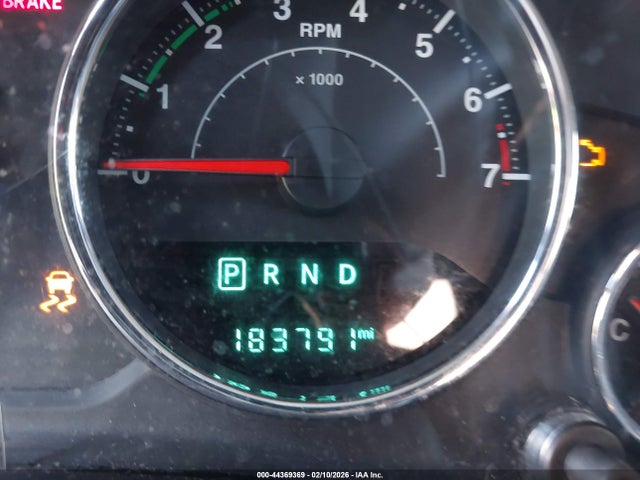 BRAKE
1 2 3 4 5 6 7
RPM
x 1000
0
P R N D
183791 mi
C
000-44369369 - 02/10/2026 - IAA Inc.